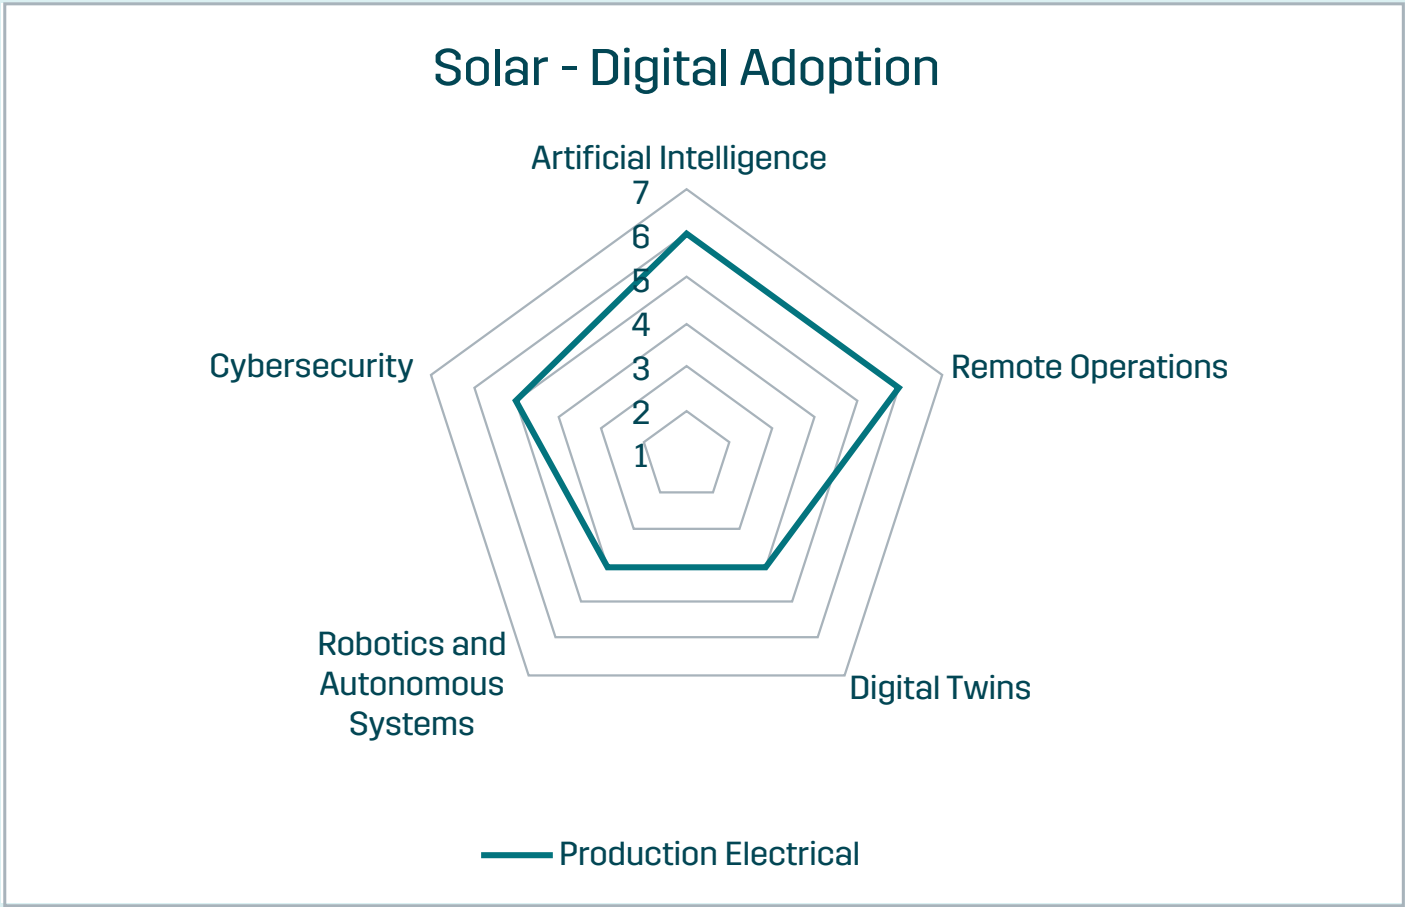 Solar - Digital Adoption
Artificial Intelligence
7
6
5
4
3
2
1
Cybersecurity
Remote Operations
Robotics and
Autonomous
Systems
Digital Twins
Production Electrical